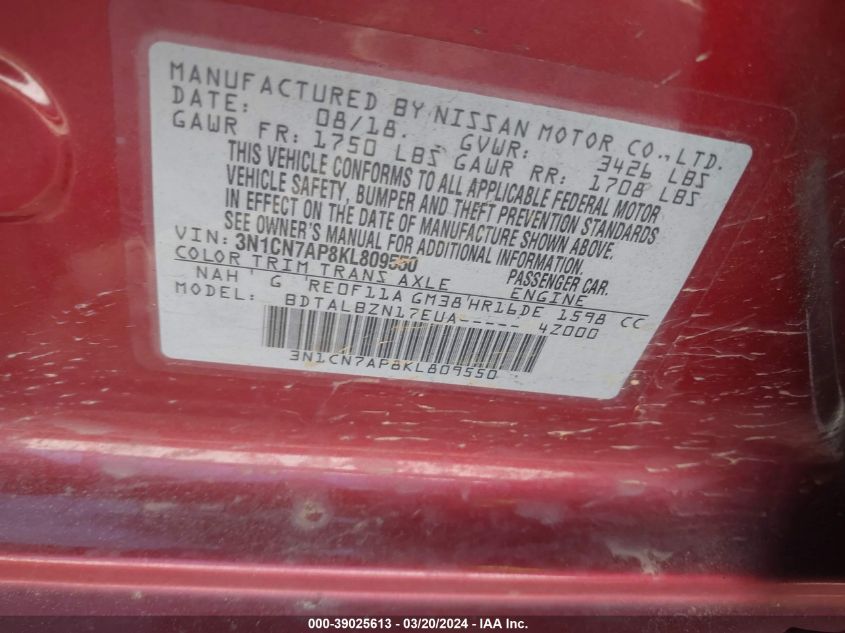 MANUFACTURED BY NISSAN MOTOR CO., LTD.
DATE: 08/18. GVWR: 3426 LBS
GAWR FR: 1750 LBS GAWR RR: 1708 LBS
THIS VEHICLE CONFORMS TO ALL APPLICABLE FEDERAL MOTOR
VEHICLE SAFETY, BUMPER AND THEFT PREVENTION STANDARDS
IN EFFECT ON THE DATE OF MANUFACTURE SHOWN ABOVE.
SEE OWNER'S MANUAL FOR ADDITIONAL INFORMATION.
VIN: 3N1CN7AP8KL809550 PASSENGER CAR.
COLOR TRIM TRANS AXLE ENGINE
NAH G RE0F11A GM38 HR16DE 1598 CC
MODEL: BDTALBZN17EUA----- 42000
3N1CN7AP8KL809550
000-39025613 - 03/20/2024 - IAA Inc.